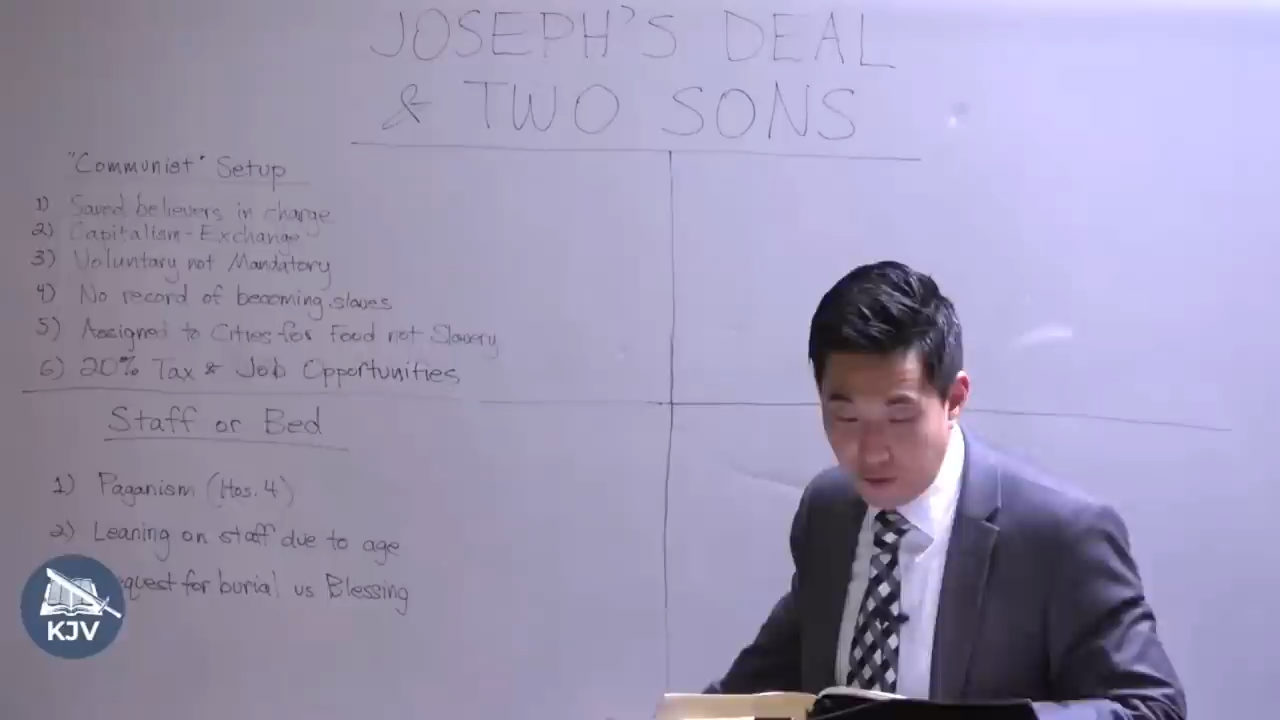 JOSEPH'S DEAL
& TWO SONS
"Communist" Setup
1) Saved believers in charge
2) Capitalism - Exchange
3) Voluntary not Mandatory
4) No record of becoming slaves
5) Assigned to Cities for Food not Slavery
6) 20% Tax & Job Opportunities
Staff or Bed
1) Paganism (Hos. 4)
2) Leaning on staff due to age
quest for burial vs Blessing
KJV